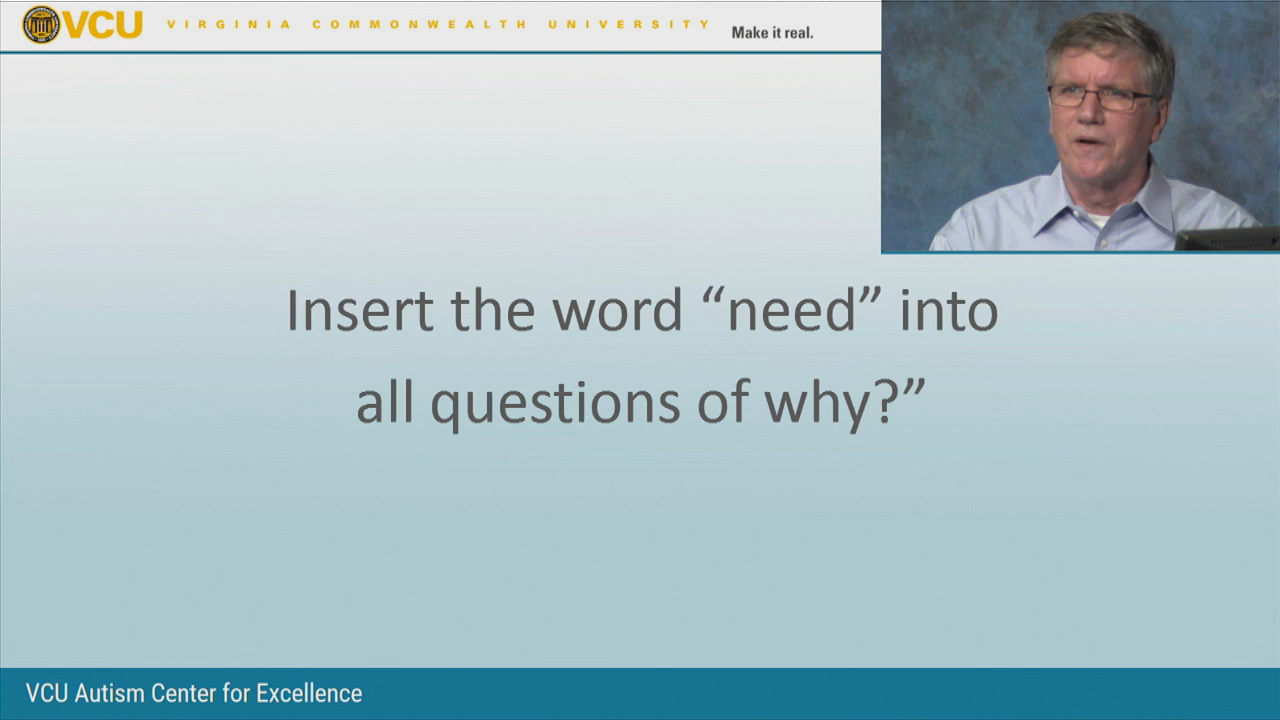 VCU VIRGINIA COMMONWEALTH UNIVERSITY Make it real.
Insert the word “need” into
all questions of why?”
VCU Autism Center for Excellence